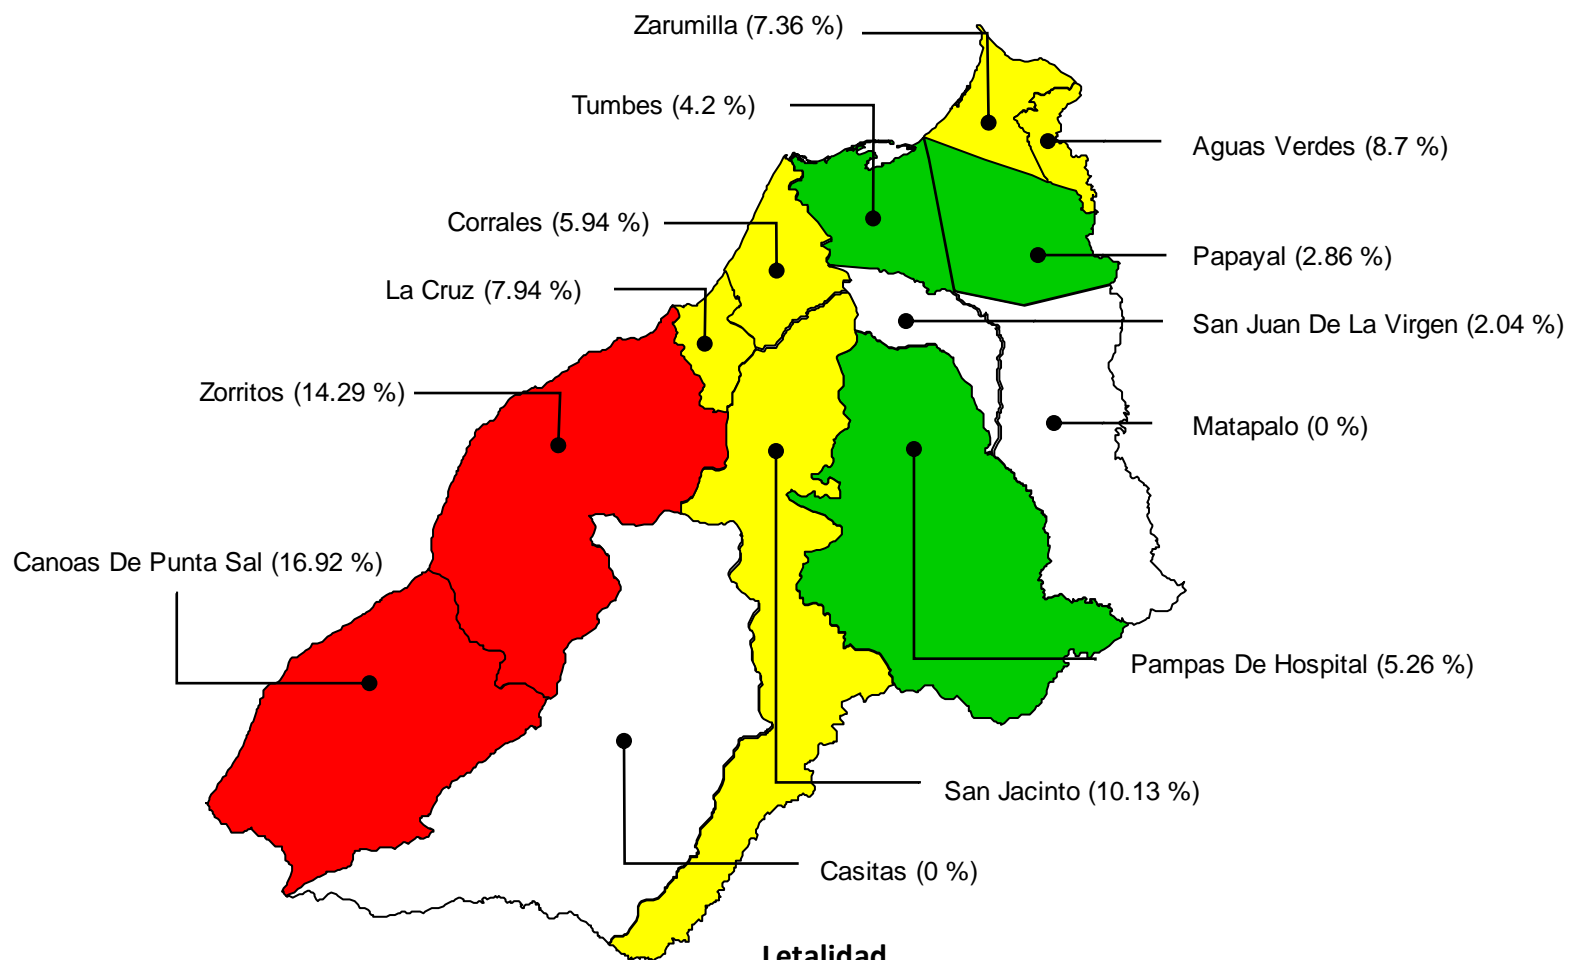 Zarumilla (7.36 %)
Tumbes (4.2 %)
Aguas Verdes (8.7 %)
Corrales (5.94 %)
Papayal (2.86 %)
La Cruz (7.94 %)
San Juan De La Virgen (2.04 %)
Zorritos (14.29 %)
Matapalo (0 %)
Canoas De Punta Sal (16.92 %)
Pampas De Hospital (5.26 %)
San Jacinto (10.13 %)
Casitas (0 %)
Letalidad